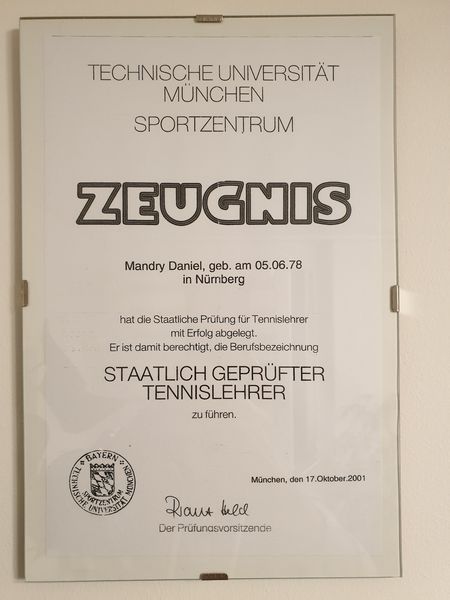 TECHNISCHE UNIVERSITÄT
MÜNCHEN
SPORTZENTRUM
ZEUGNIS
Mandry Daniel, geb. am 05.06.78
in Nürnberg
hat die Staatliche Prüfung für Tennislehrer
mit Erfolg abgelegt.
Er ist damit berechtigt, die Berufsbezeichnung
STAATLICH GEPRÜFTER
TENNISLEHRER
zu führen.
BAYERN
TECHNISCHE UNIVERSITÄT MÜNCHEN
SPORTZENTRUM
München, den 17.Oktober.2001
Der Prüfungsvorsitzende